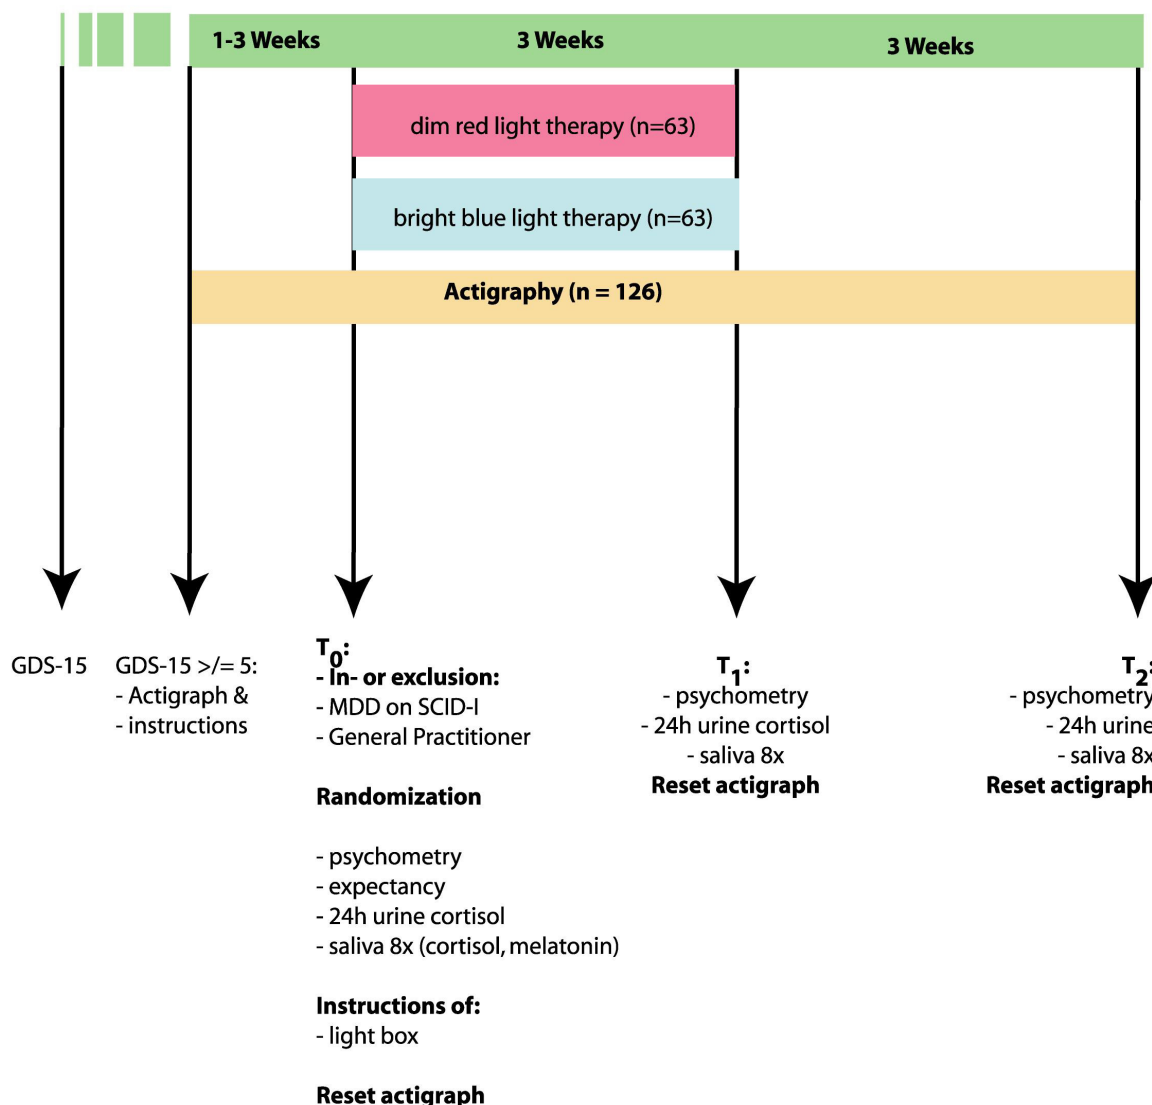 1-3 Weeks
3 Weeks
3 Weeks
dim red light therapy (n=63)
bright blue light therapy (n=63)
Actigraphy (n = 126)
GDS-15
GDS-15 >/= 5:
- Actigraph &
- instructions
T0:
- In- or exclusion:
- MDD on SCID-I
- General Practitioner
Randomization
- psychometry
- expectancy
- 24h urine cortisol
- saliva 8x (cortisol, melatonin)
Instructions of:
- light box
Reset actigraph
T1:
- psychometry
- 24h urine cortisol
- saliva 8x
Reset actigraph
T2:
- psychometry
- 24h urine
- saliva 8x
Reset actigraph